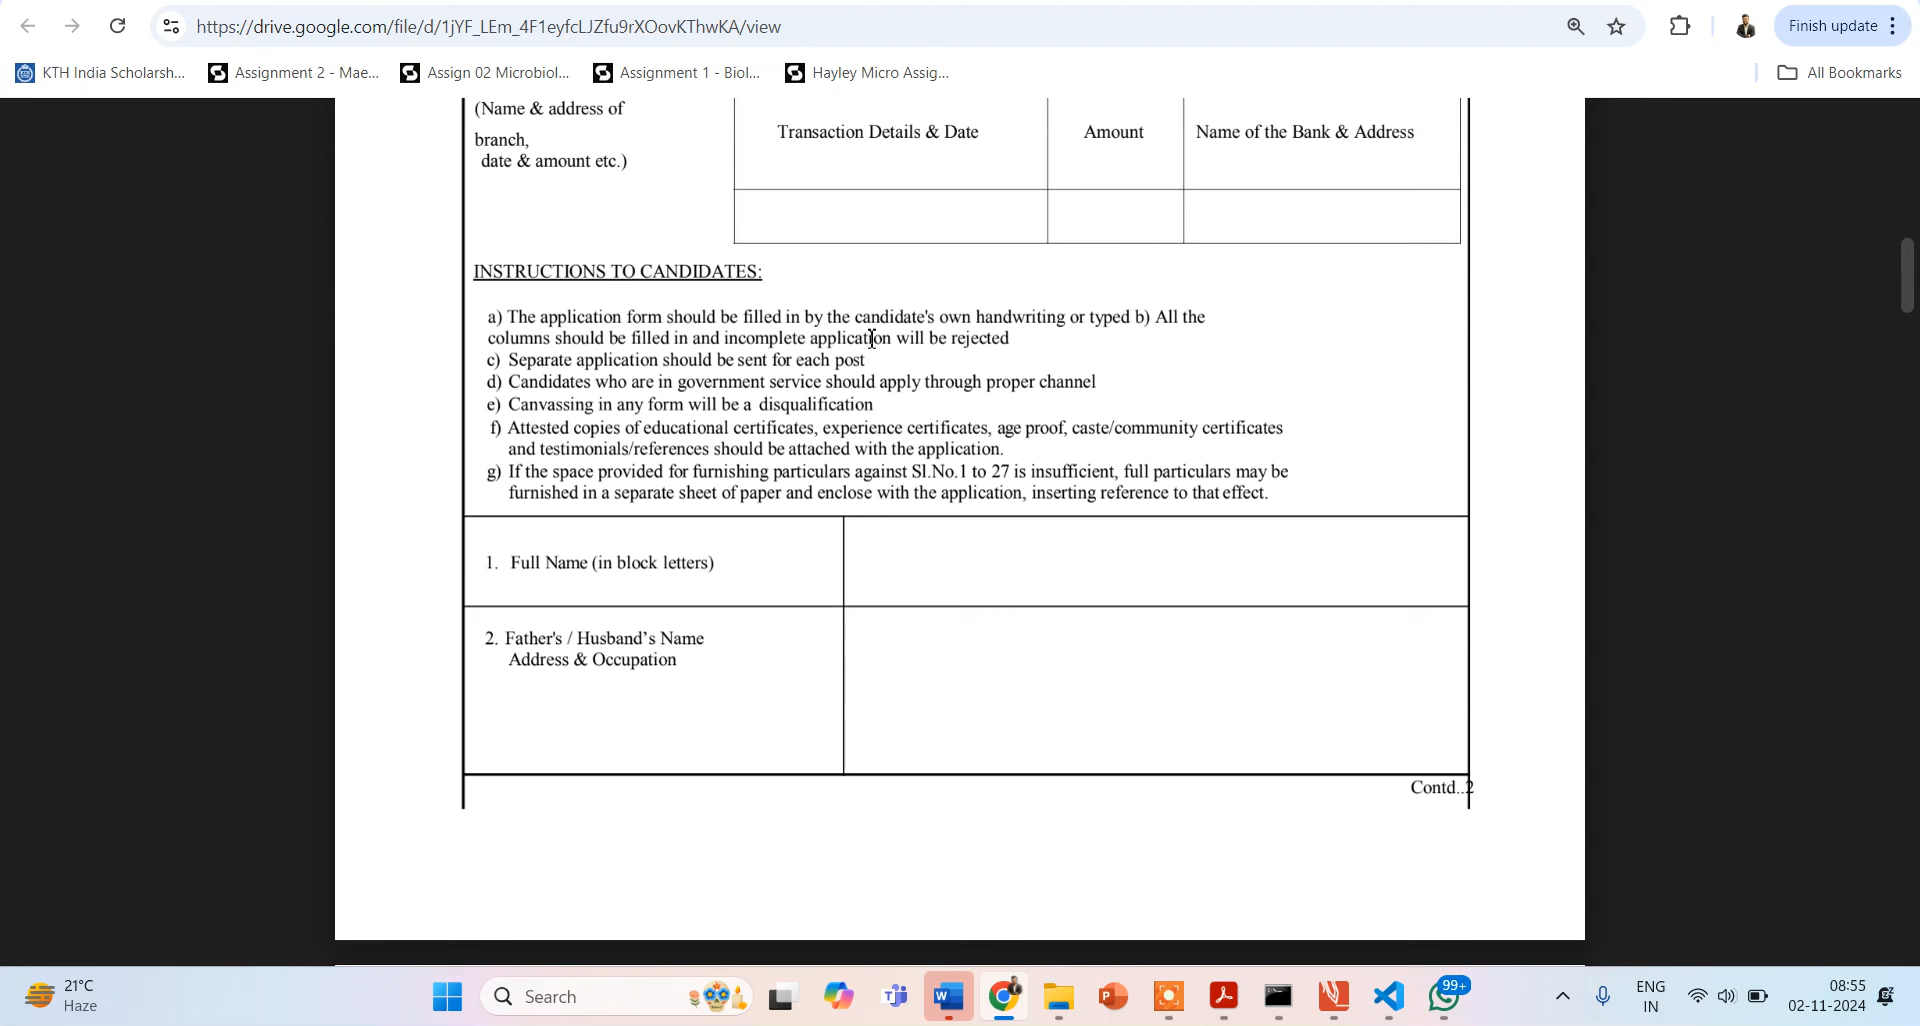 https://drive.google.com/file/d/1jYF_LEm_4F1eyfcLJZfu9rXOovKThwKA/view
Finish update
KTH India Scholarsh...
Assignment 2 - Mae...
Assign 02 Microbiol...
Assignment 1 - Biol...
Hayley Micro Assig...
All Bookmarks
(Name & address of
branch,
date & amount etc.)
Transaction Details & Date
Amount
Name of the Bank & Address
INSTRUCTIONS TO CANDIDATES:
a) The application form should be filled in by the candidate's own handwriting or typed b) All the
columns should be filled in and incomplete application will be rejected
c) Separate application should be sent for each post
d) Candidates who are in government service should apply through proper channel
e) Canvassing in any form will be a disqualification
f) Attested copies of educational certificates, experience certificates, age proof, caste/community certificates
and testimonials/references should be attached with the application.
g) If the space provided for furnishing particulars against Sl.No.1 to 27 is insufficient, full particulars may be
furnished in a separate sheet of paper and enclose with the application, inserting reference to that effect.
1. Full Name (in block letters)
2. Father's / Husband’s Name
Address & Occupation
Contd..2
21°C
Haze
Search
99+
ENG
IN
08:55
02-11-2024